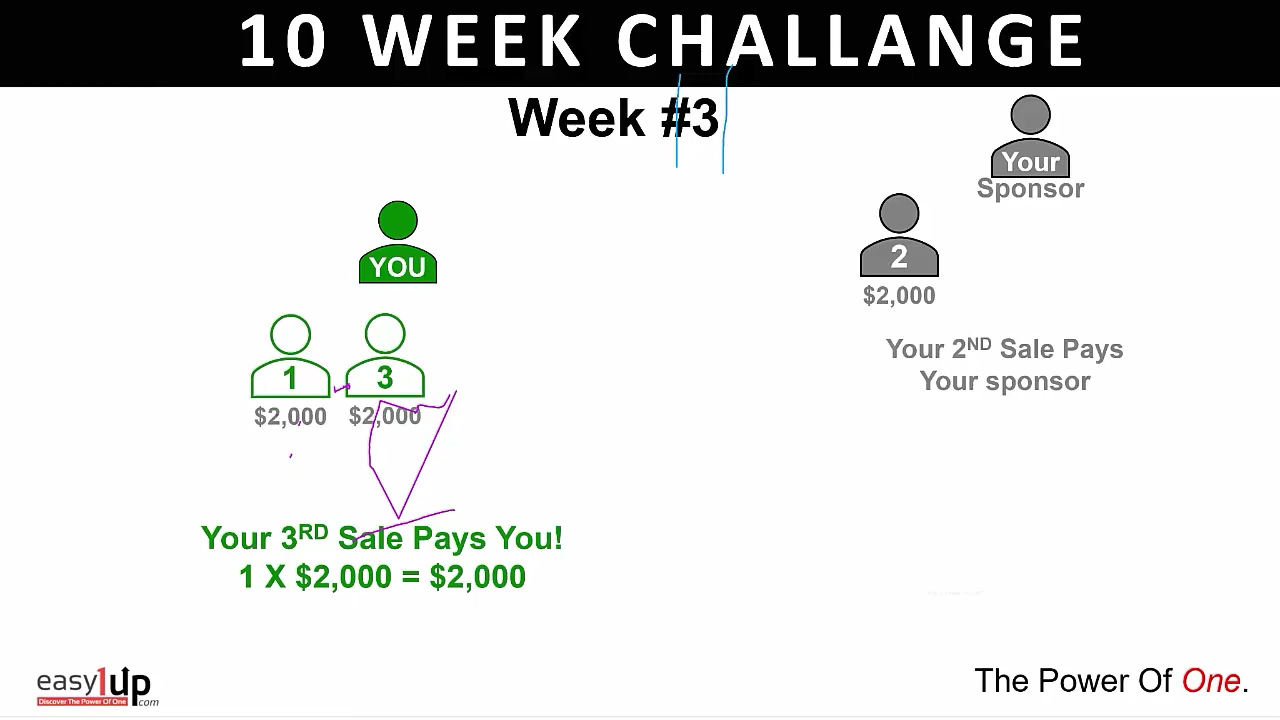 10 WEEK CHALLANGE
Week #3
Your
Sponsor
2
$2,000
Your 2ND Sale Pays
Your sponsor
YOU
1 3
$2,000 $2,000
Your 3RD Sale Pays You!
1 X $2,000 = $2,000
easy1up
Discover The Power Of One .com
The Power Of One.